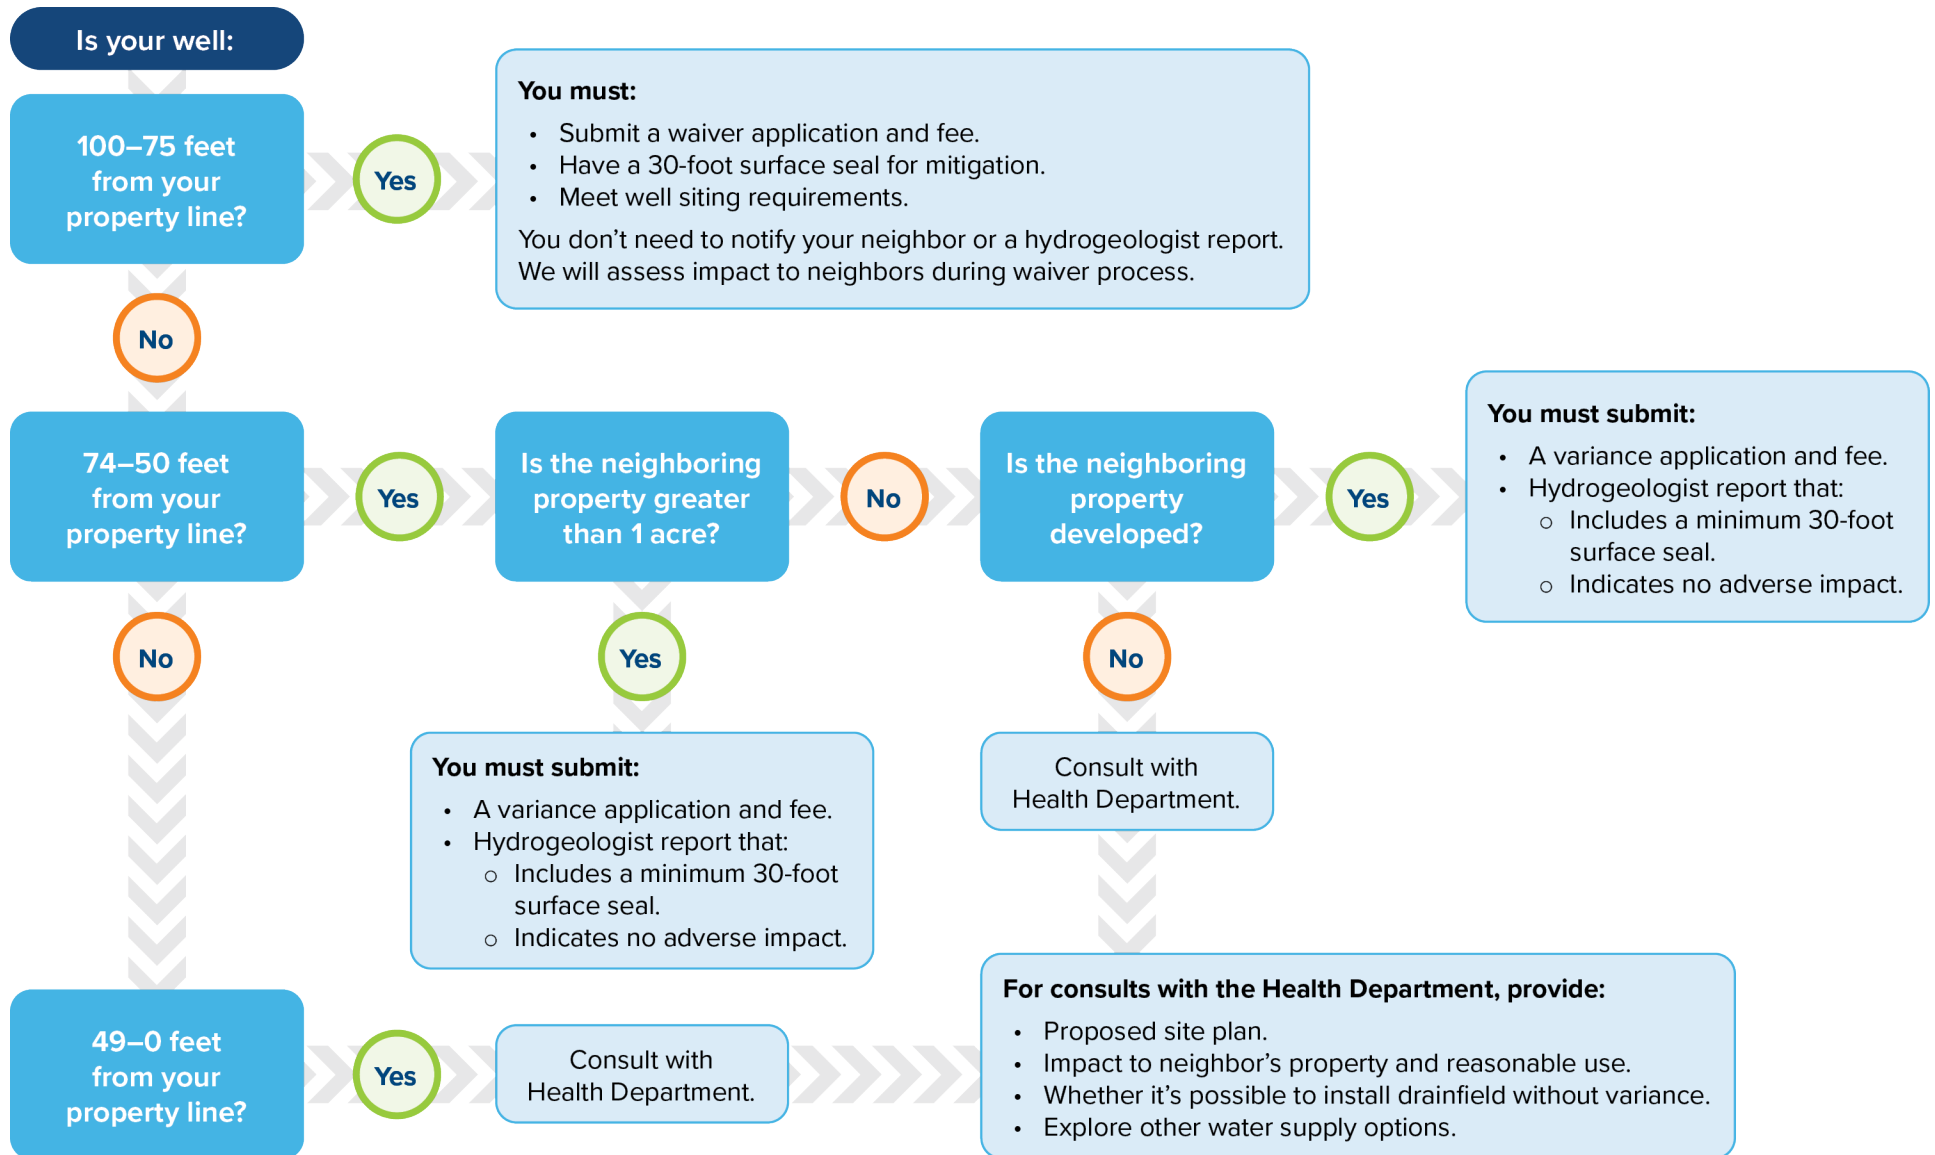 Is your well:
100–75 feet
from your
property line?
Yes
You must:
• Submit a waiver application and fee.
• Have a 30-foot surface seal for mitigation.
• Meet well siting requirements.
You don’t need to notify your neighbor or a hydrogeologist report.
We will assess impact to neighbors during waiver process.
No
74–50 feet
from your
property line?
Yes
Is the neighboring
property greater
than 1 acre?
No
Is the neighboring
property
developed?
Yes
You must submit:
• A variance application and fee.
• Hydrogeologist report that:
o Includes a minimum 30-foot
surface seal.
o Indicates no adverse impact.
No
Yes
No
You must submit:
• A variance application and fee.
• Hydrogeologist report that:
o Includes a minimum 30-foot
surface seal.
o Indicates no adverse impact.
Consult with
Health Department.
49–0 feet
from your
property line?
Yes
Consult with
Health Department.
For consults with the Health Department, provide:
• Proposed site plan.
• Impact to neighbor’s property and reasonable use.
• Whether it’s possible to install drainfield without variance.
• Explore other water supply options.